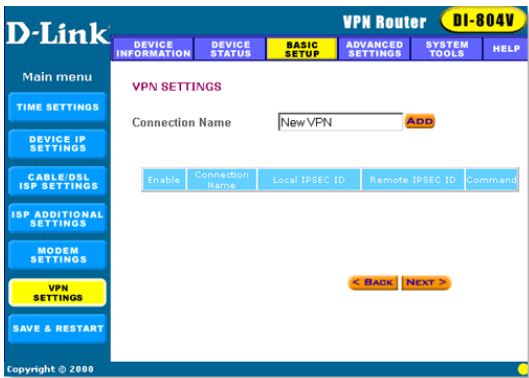 D-Link
VPN Router DI-804V
DEVICE INFORMATION
DEVICE STATUS
BASIC SETUP
ADVANCED SETTINGS
SYSTEM TOOLS
HELP
Main menu
TIME SETTINGS
DEVICE IP SETTINGS
CABLE/DSL ISP SETTINGS
ISP ADDITIONAL SETTINGS
MODEM SETTINGS
VPN SETTINGS
SAVE & RESTART
VPN SETTINGS
Connection Name New VPN ADD
Enable Connection Name Local IPSEC ID Remote IPSEC ID Command
< BACK NEXT >
Copyright © 2000